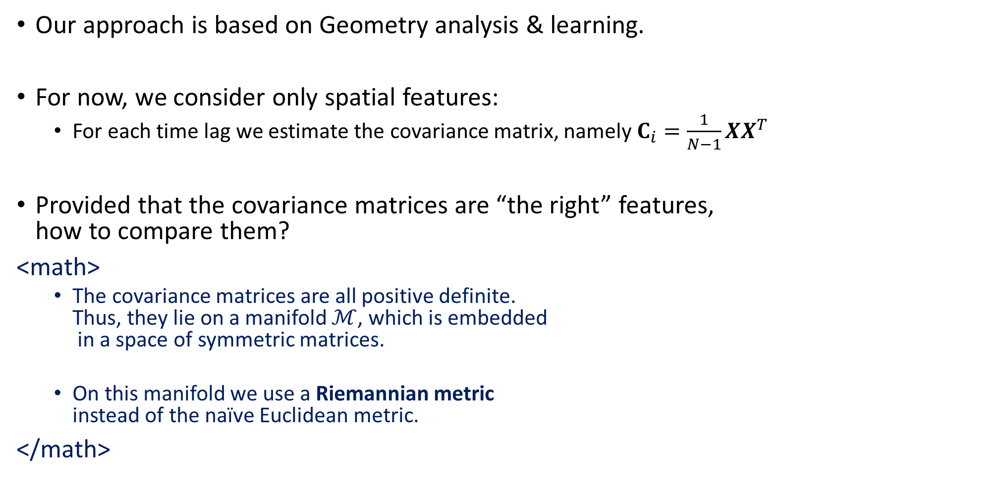 • Our approach is based on Geometry analysis & learning.
• For now, we consider only spatial features:
• For each time lag we estimate the covariance matrix, namely $\mathbf{C}_i = \frac{1}{N-1}\boldsymbol{X}\boldsymbol{X}^T$
• Provided that the covariance matrices are “the right” features,
how to compare them?
<math>
• The covariance matrices are all positive definite.
Thus, they lie on a manifold ℳ, which is embedded
in a space of symmetric matrices.
• On this manifold we use a Riemannian metric
instead of the naïve Euclidean metric.
</math>